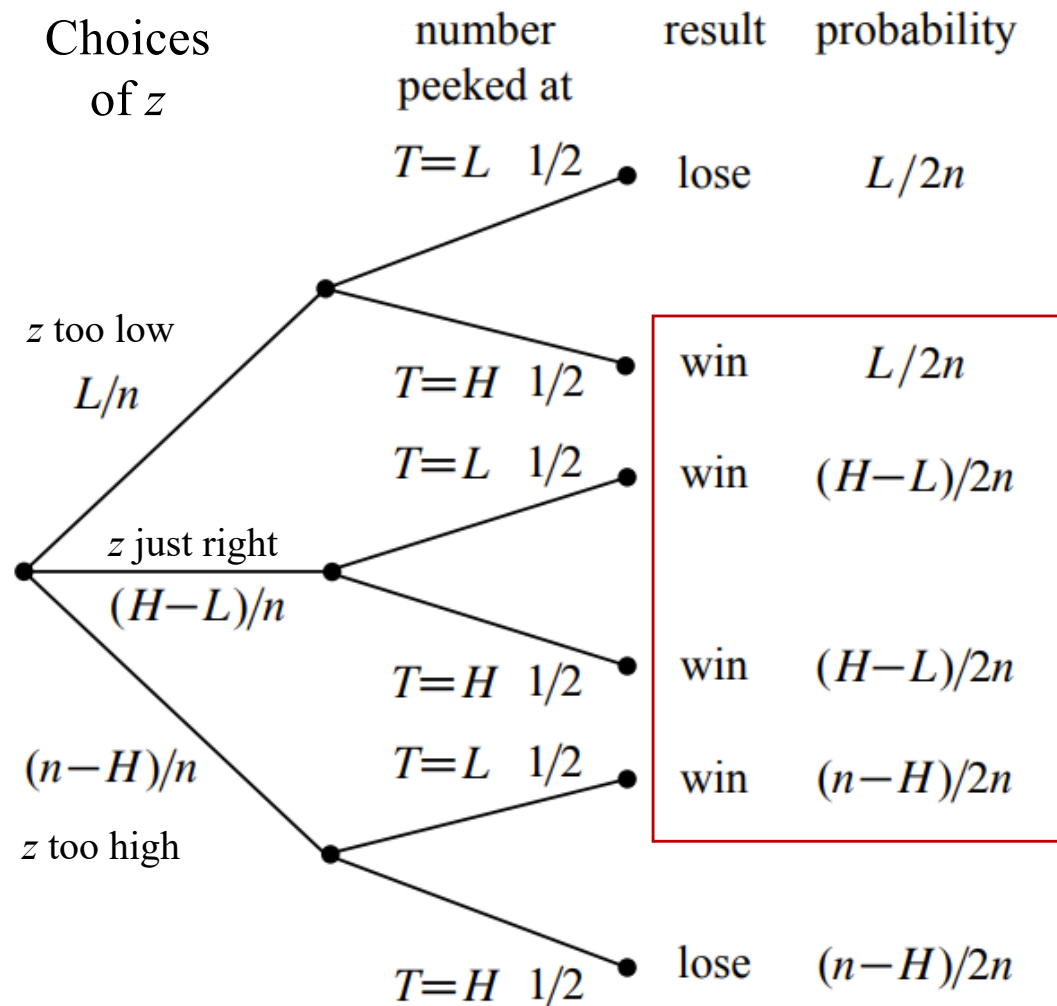 Choices of z
number peeked at
result
probability
T=L 1/2
lose
L/2n
z too low
L/n
T=H 1/2
win
L/2n
T=L 1/2
win
(H−L)/2n
z just right
(H−L)/n
T=H 1/2
win
(H−L)/2n
(n−H)/n
z too high
T=L 1/2
win
(n−H)/2n
T=H 1/2
lose
(n−H)/2n